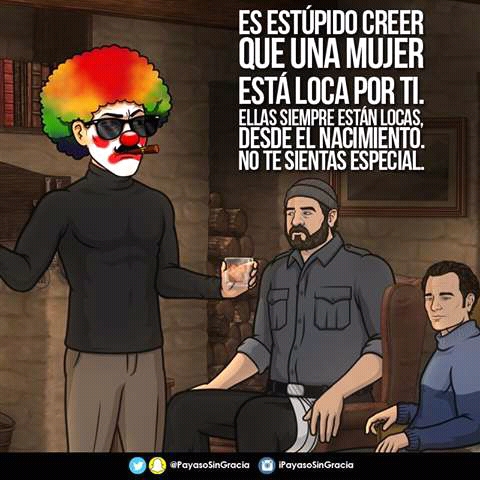 ES ESTÚPIDO CREER
QUE UNA MUJER
ESTÁ LOCA POR TI.
ELLAS SIEMPRE ESTÁN LOCAS,
DESDE EL NACIMIENTO.
NO TE SIENTAS ESPECIAL.
@PayasoSinGracia iPayasoSinGracia